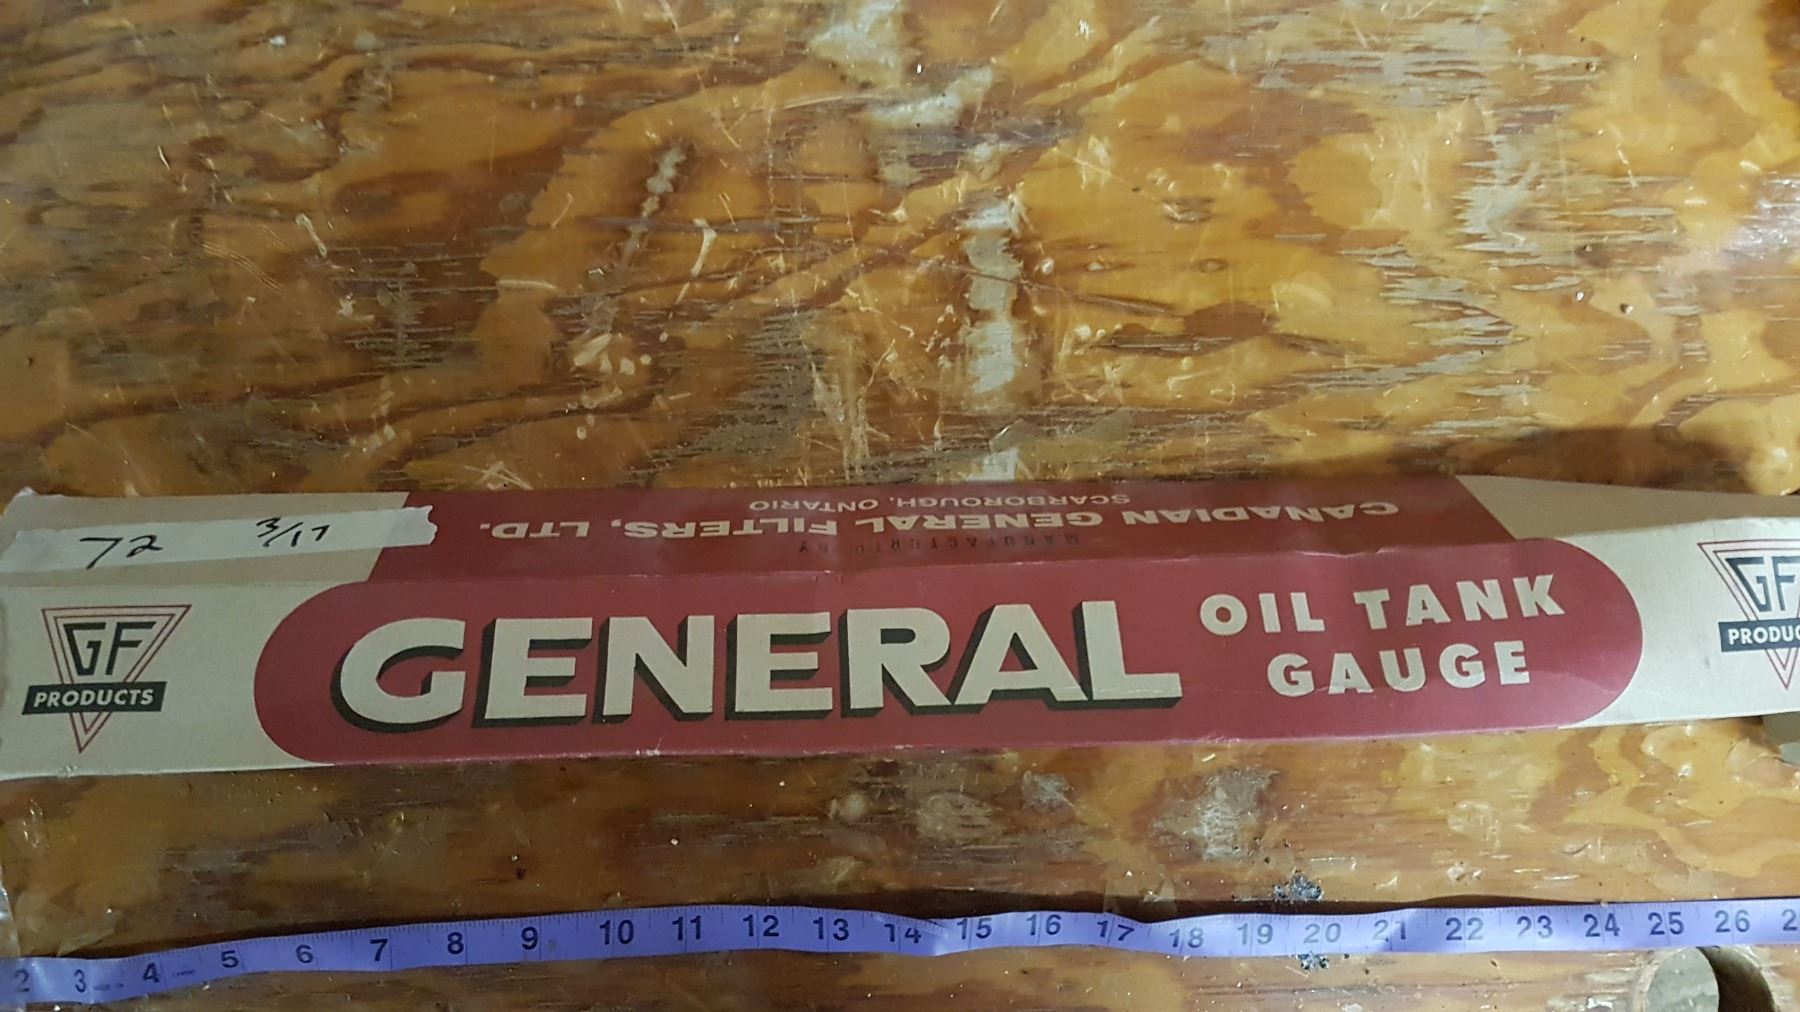 MANUFACTURED BY
CANADIAN GENERAL FILTERS, LTD.
SCARBOROUGH, ONTARIO
72 3/17
GF
PRODUCTS
GENERAL
OIL TANK
GAUGE
GF
PRODUC
2 3 4 5 6 7 8 9 10 11 12 13 14 15 16 17 18 19 20 21 22 23 24 25 26 2